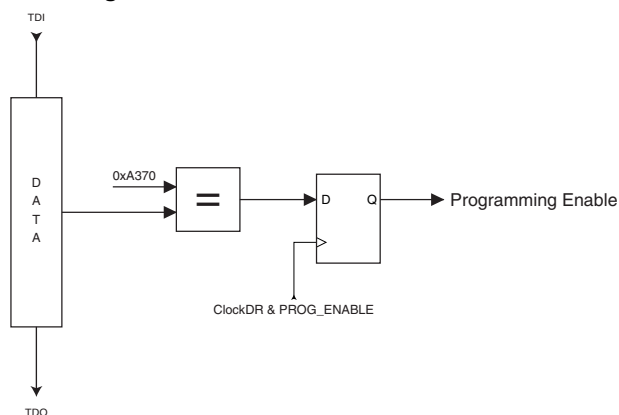 TDI
D
A
T
A
0xA370
=
D
Q
Programming Enable
ClockDR & PROG_ENABLE
TDO